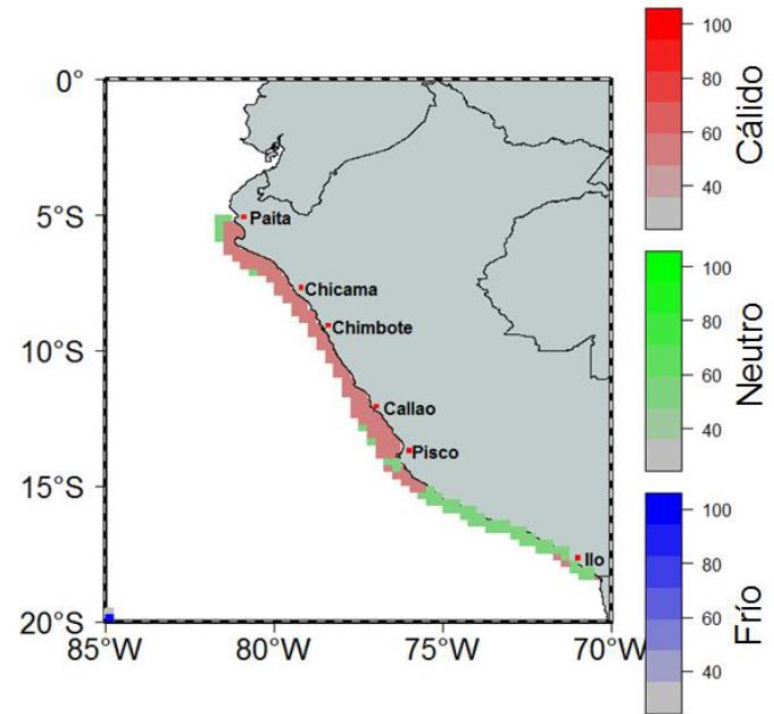 0°
5°S
10°S
15°S
20°S
85°W
80°W
75°W
70°W
Paita
Chicama
Chimbote
Callao
Pisco
Ilo
100
80
60
40
Cálido
100
80
60
40
Neutro
100
80
60
40
Frío